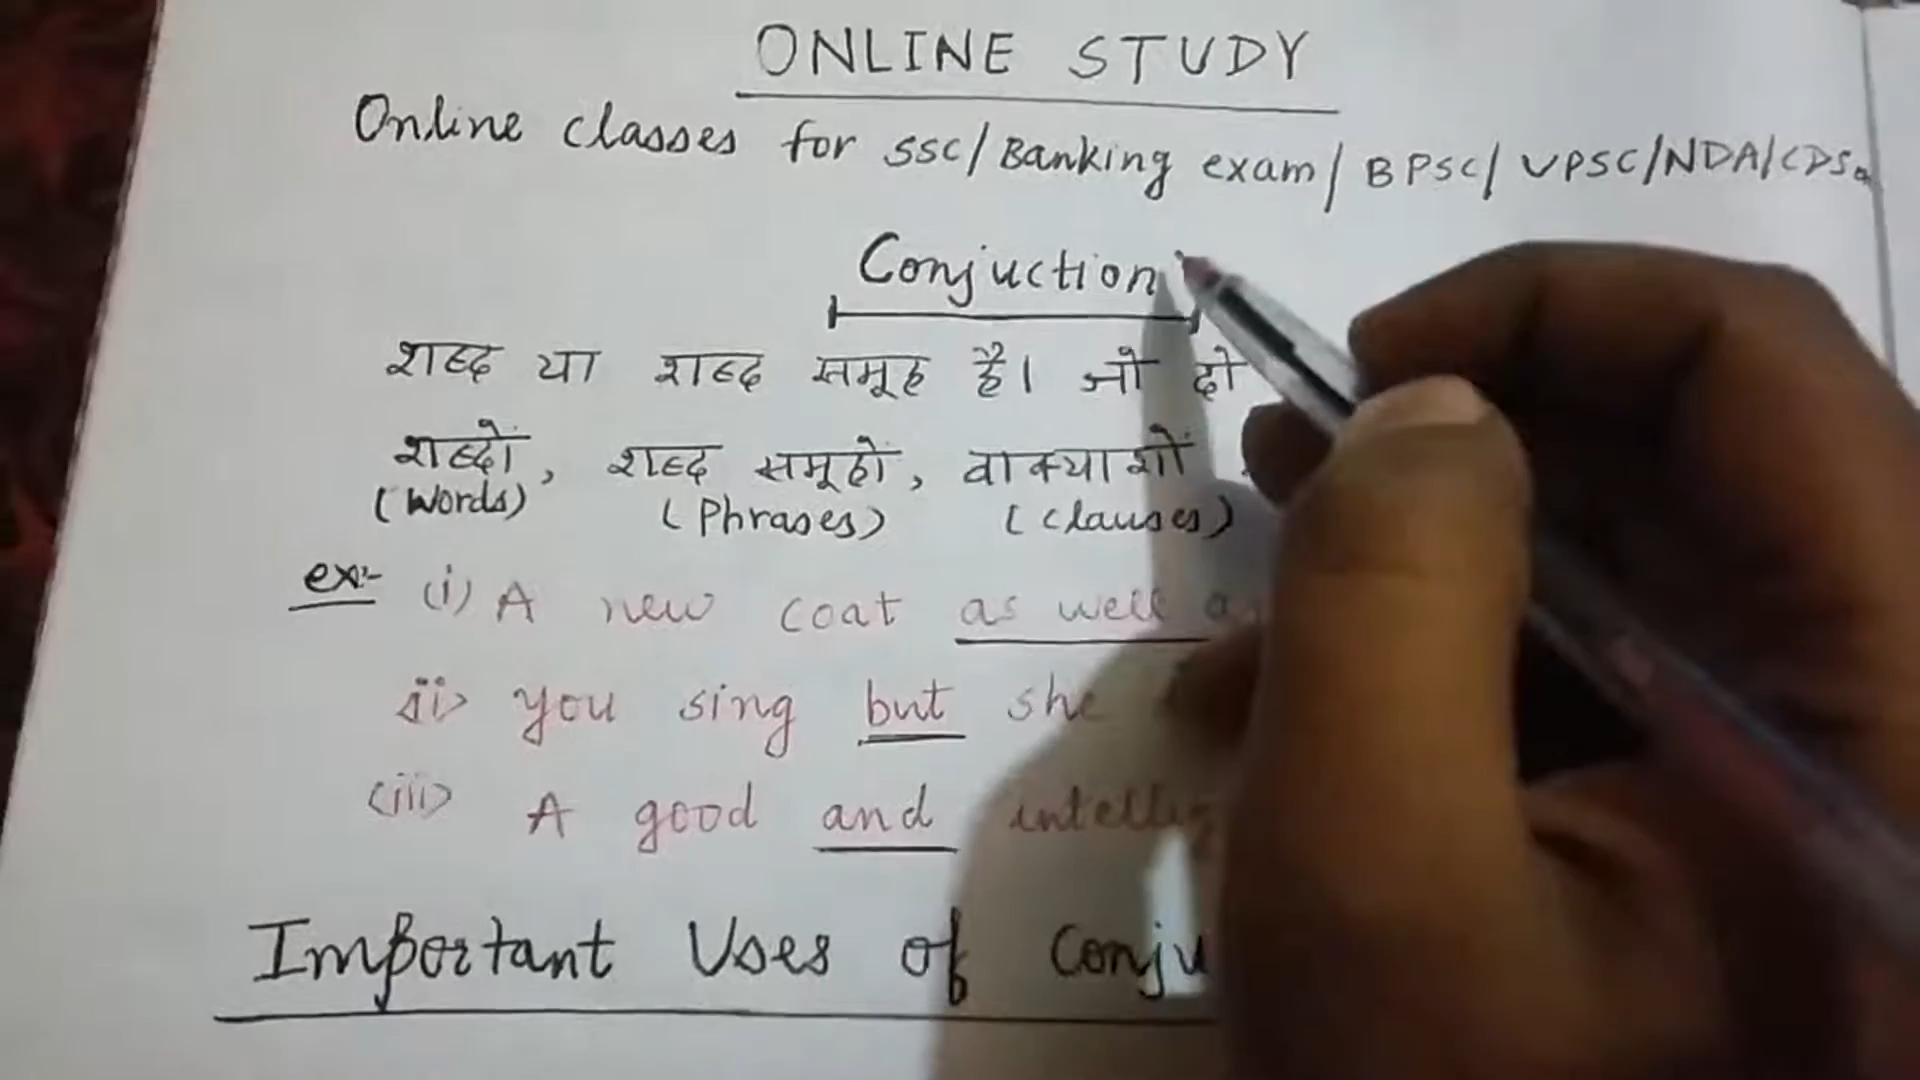 ONLINE STUDY
Online classes for SSC/Banking exam/BPSC/UPSC/NDA/CDS
Conjuction
शब्द या शब्द समूह है। जो दो
शब्दों, शब्द समूहों, वाक्याशों
(Words) (Phrases) (Clauses)
ex:- (i) A new coat as well
(ii) you sing but she
(iii) A good and
Important Uses of